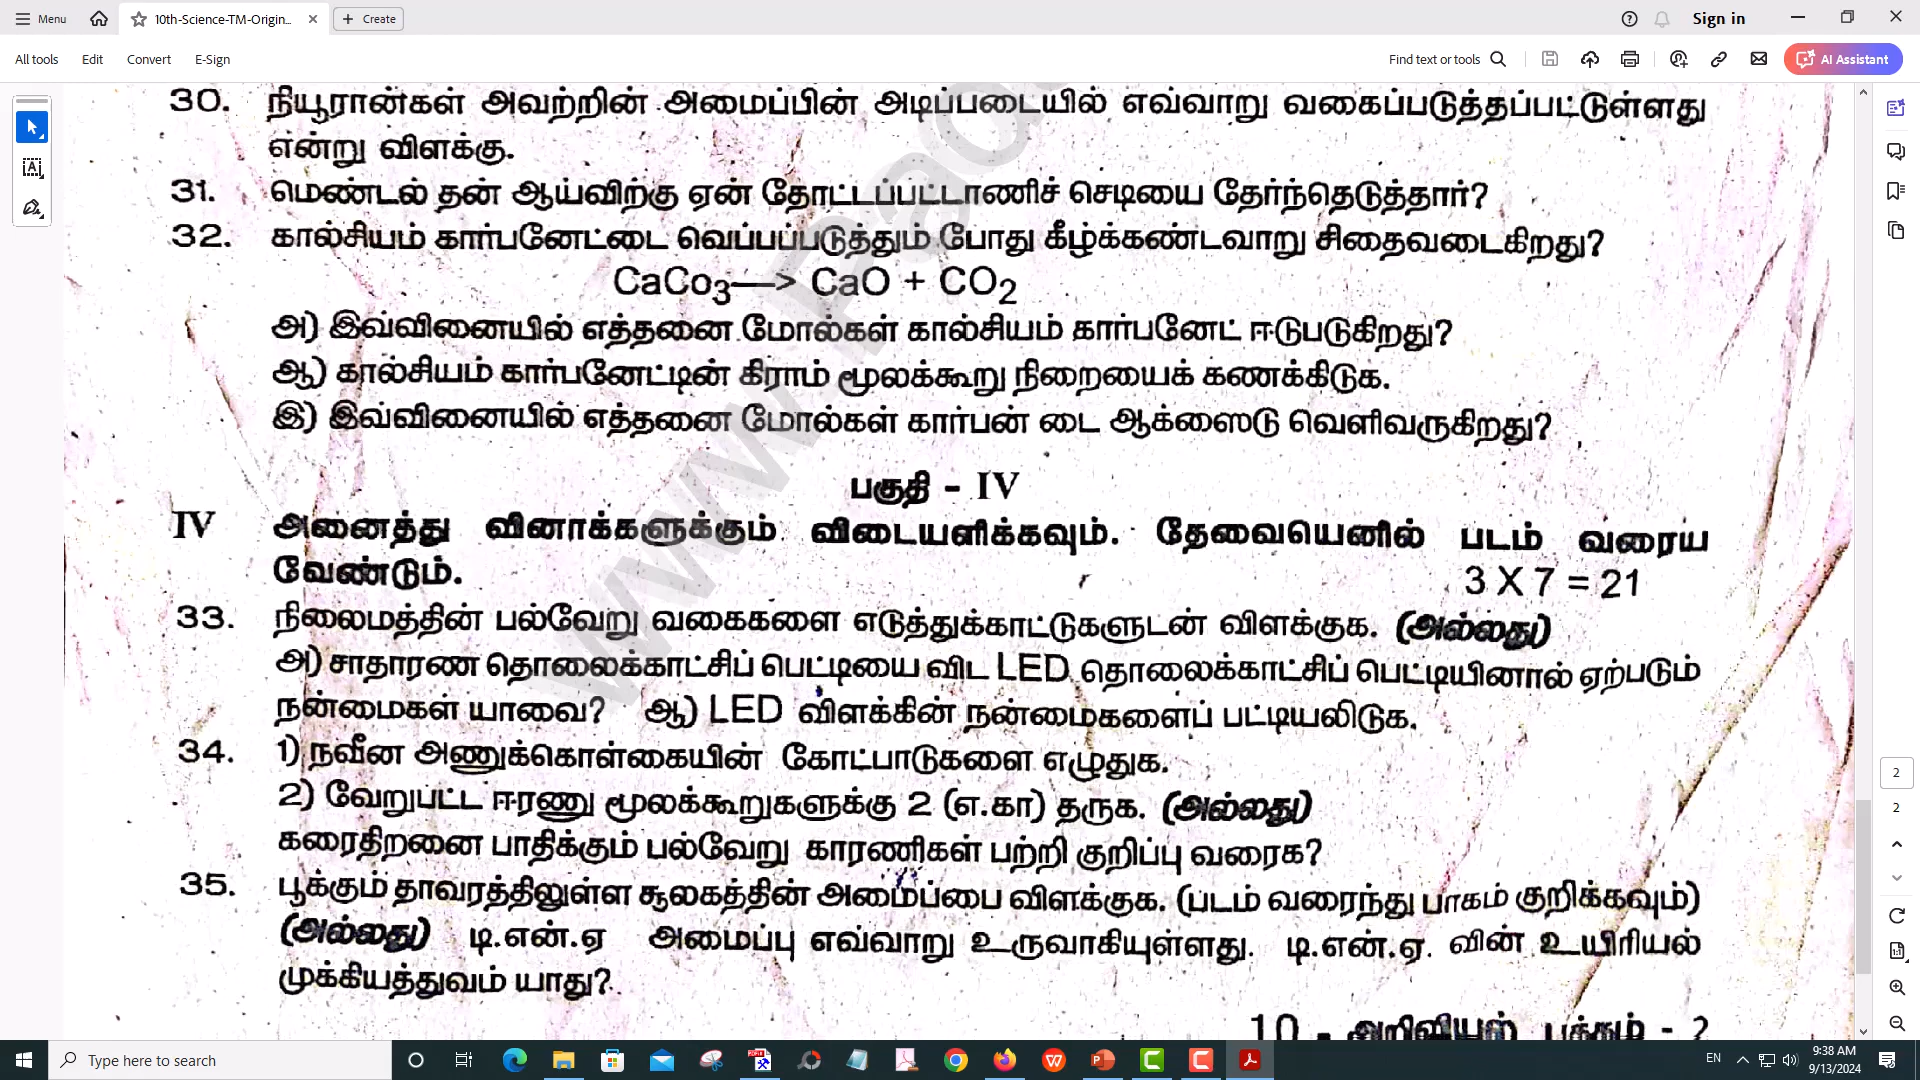 Menu
10th-Science-TM-Origin...
Create
Sign in
All tools
Edit
Convert
E-Sign
Find text or tools
AI Assistant
30. நியூரான்கள் அவற்றின் அமைப்பின் அடிப்படையில் எவ்வாறு வகைப்படுத்தப்பட்டுள்ளது
என்று விளக்கு.
31. மெண்டல் தன் ஆய்விற்கு ஏன் தோட்டப்பட்டாணிச் செடியை தேர்ந்தெடுத்தார்?
32. கால்சியம் கார்பனேட்டை வெப்பப்படுத்தும் போது கீழ்க்கண்டவாறு சிதைவடைகிறது?
CaCo3—> CaO + CO2
அ) இவ்வினையில் எத்தனை மோல்கள் கால்சியம் கார்பனேட் ஈடுபடுகிறது?
ஆ) கால்சியம் கார்பனேட்டின் கிராம் மூலக்கூறு நிறையைக் கணக்கிடுக.
இ) இவ்வினையில் எத்தனை மோல்கள் கார்பன் டை ஆக்ஸைடு வெளிவருகிறது?
பகுதி - IV
IV அனைத்து வினாக்களுக்கும் விடையளிக்கவும். தேவையெனில் படம் வரைய
வேண்டும். 3 X 7 = 21
33. நிலைமத்தின் பல்வேறு வகைகளை எடுத்துக்காட்டுகளுடன் விளக்குக. (அல்லது)
அ) சாதாரண தொலைக்காட்சிப் பெட்டியை விட LED தொலைக்காட்சிப் பெட்டியினால் ஏற்படும்
நன்மைகள் யாவை? ஆ) LED விளக்கின் நன்மைகளைப் பட்டியலிடுக.
34. 1) நவீன அணுக்கொள்கையின் கோட்பாடுகளை எழுதுக.
2) வேறுபட்ட ஈரணு மூலக்கூறுகளுக்கு 2 (எ.கா) தருக. (அல்லது)
கரைதிறனை பாதிக்கும் பல்வேறு காரணிகள் பற்றி குறிப்பு வரைக?
35. பூக்கும் தாவரத்திலுள்ள சூலகத்தின் அமைப்பை விளக்குக. (படம் வரைந்து பாகம் குறிக்கவும்)
(அல்லது) டி.என்.ஏ அமைப்பு எவ்வாறு உருவாகியுள்ளது. டி.என்.ஏ. வின் உயிரியல்
முக்கியத்துவம் யாது?
10 - அறிவியல் பக்கம் - 2
2
2
Type here to search
EN
9:38 AM
9/13/2024